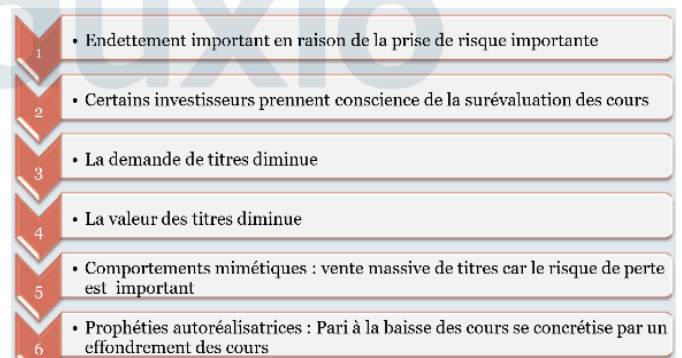 1 • Endettement important en raison de la prise de risque importante
2 • Certains investisseurs prennent conscience de la surévaluation des cours
3 • La demande de titres diminue
4 • La valeur des titres diminue
5 • Comportements mimétiques : vente massive de titres car le risque de perte
est important
6 • Prophéties autoréalisatrices : Pari à la baisse des cours se concrétise par un
effondrement des cours